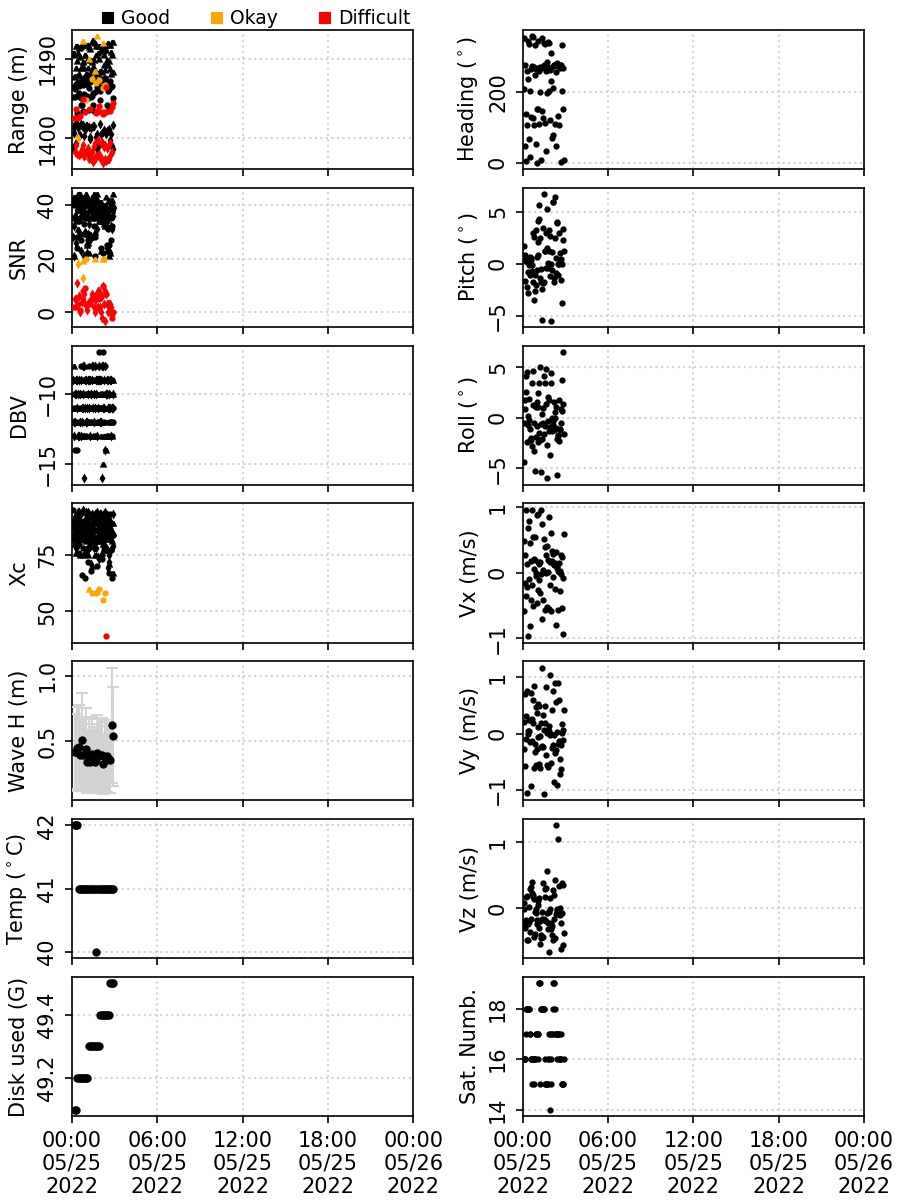 Good Okay Difficult
Range (m)
1490
1400
Heading (°)
200
0
SNR
40
20
0
Pitch (°)
5
0
−5
DBV
−10
−15
Roll (°)
5
0
−5
Xc
75
50
Vx (m/s)
1
0
−1
Wave H (m)
1.0
0.5
Vy (m/s)
1
0
−1
Temp (°C)
42
41
40
Vz (m/s)
1
0
Disk used (G)
49.4
49.2
Sat. Numb.
18
16
14
00:00 06:00 12:00 18:00 00:00
05/25 05/25 05/25 05/25 05/26
2022 2022 2022 2022 2022
00:00 06:00 12:00 18:00 00:00
05/25 05/25 05/25 05/25 05/26
2022 2022 2022 2022 2022